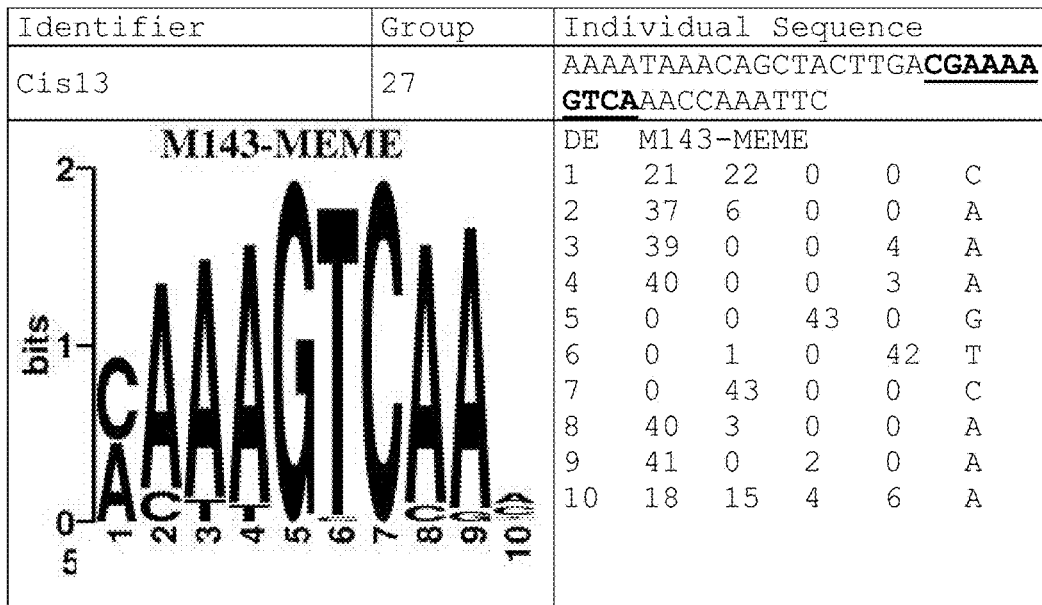 Identifier Group Individual Sequence
Cis13 27 AAAATAAACAGCTACTTGACGAAAA
GTCAAACCAAATTC
M143-MEME
bits
2
1
0
C A A A G T C A A A
A C T T C G C
1 2 3 4 5 6 7 8 9 10
5
DE M143-MEME
1 21 22 0 0 C
2 37 6 0 0 A
3 39 0 0 4 A
4 40 0 0 3 A
5 0 0 43 0 G
6 0 1 0 42 T
7 0 43 0 0 C
8 40 3 0 0 A
9 41 0 2 0 A
10 18 15 4 6 A